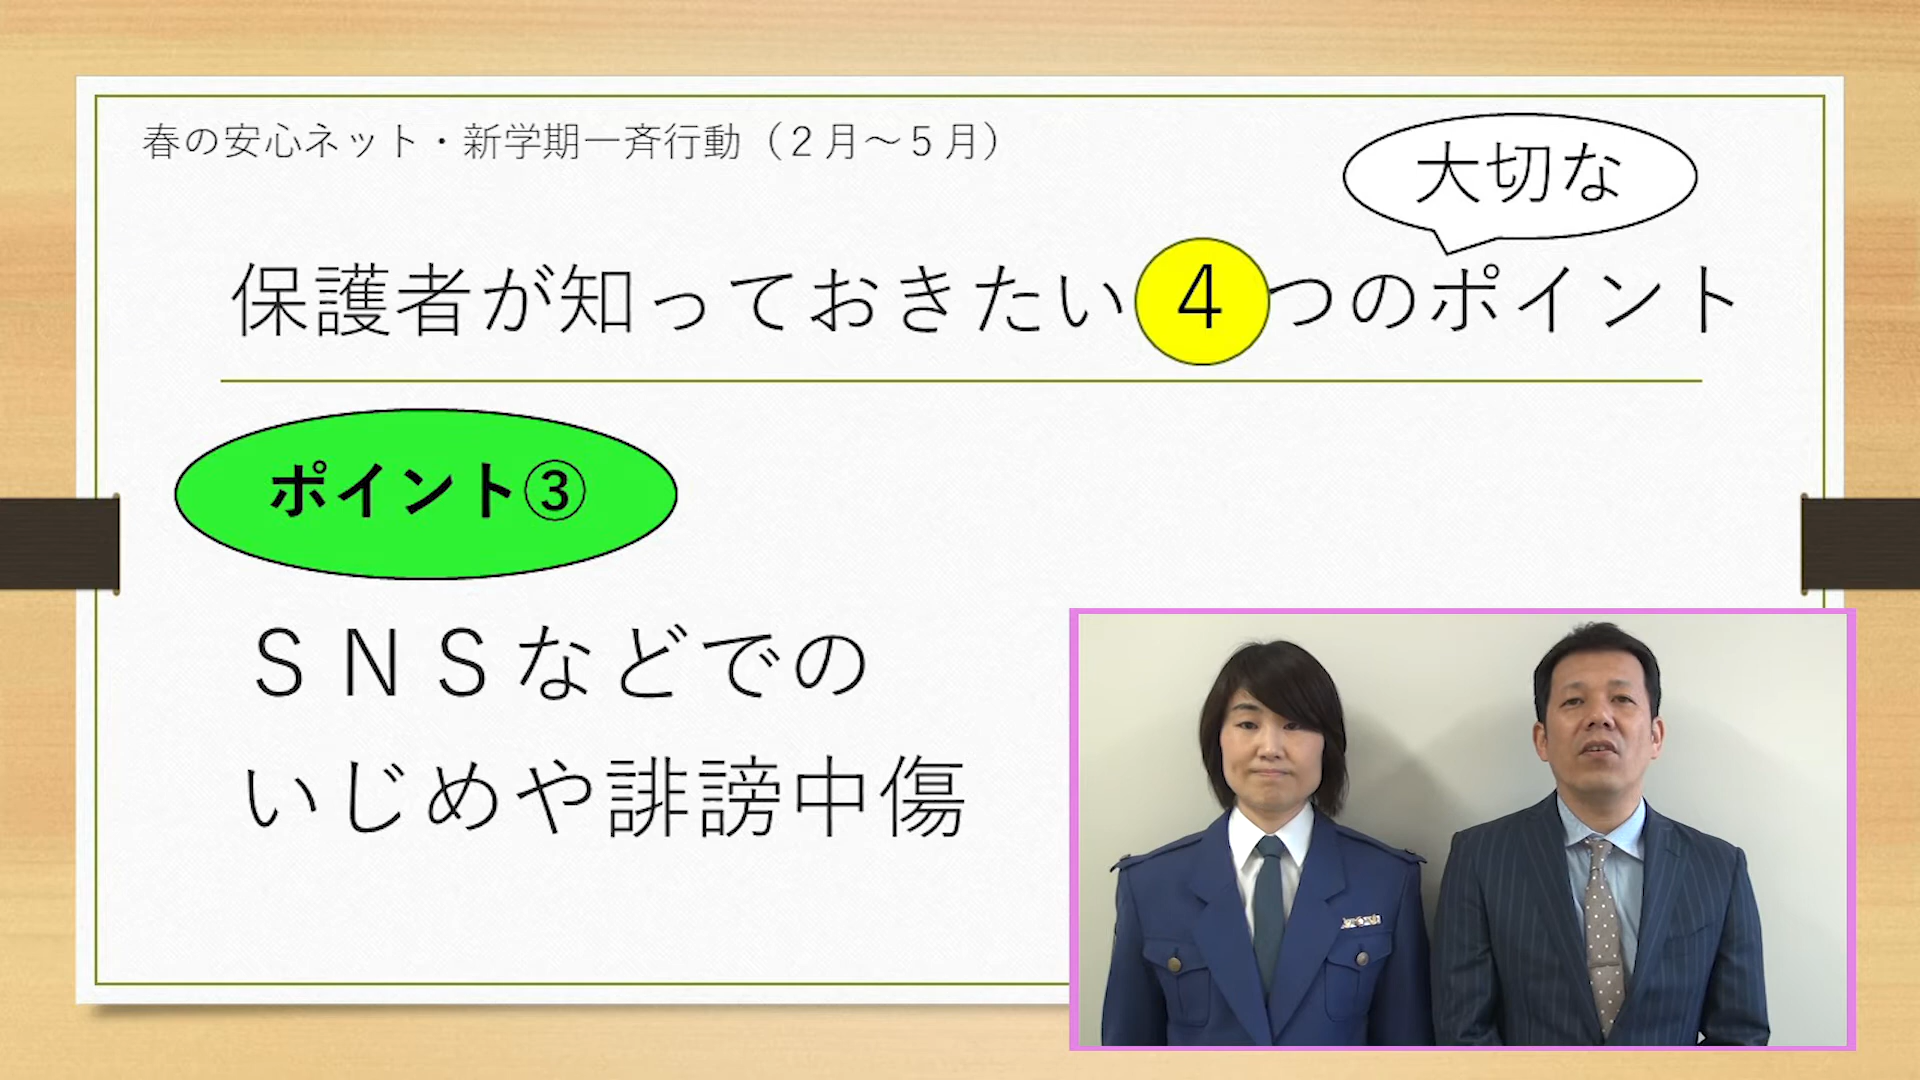 春の安心ネット・新学期一斉行動（２月～５月）
大切な
保護者が知っておきたい４つのポイント
ポイント③
ＳＮＳなどでの
いじめや誹謗中傷